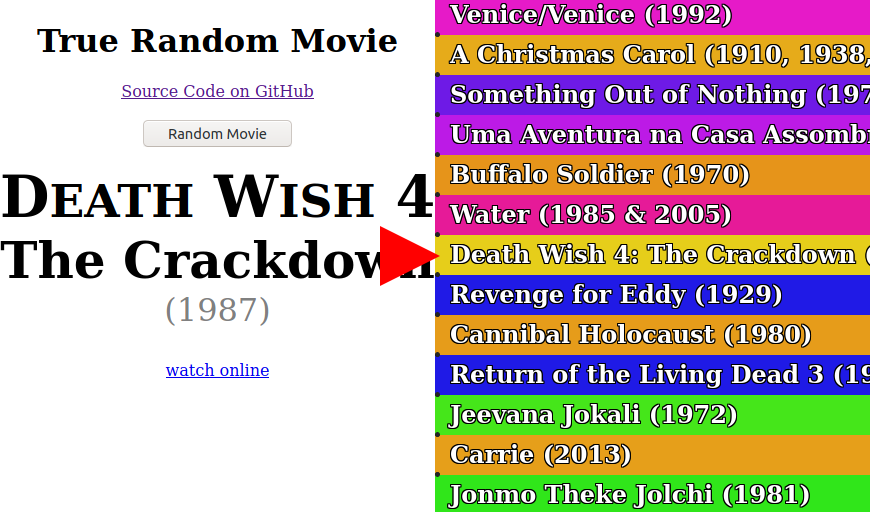 True Random Movie
Source Code on GitHub
Random Movie
Death Wish 4
The Crackdown
(1987)
watch online
Venice/Venice (1992)
A Christmas Carol (1910, 1938,
Something Out of Nothing (197
Uma Aventura na Casa Assomb
Buffalo Soldier (1970)
Water (1985 & 2005)
Death Wish 4: The Crackdown (
Revenge for Eddy (1929)
Cannibal Holocaust (1980)
Return of the Living Dead 3 (19
Jeevana Jokali (1972)
Carrie (2013)
Jonmo Theke Jolchi (1981)